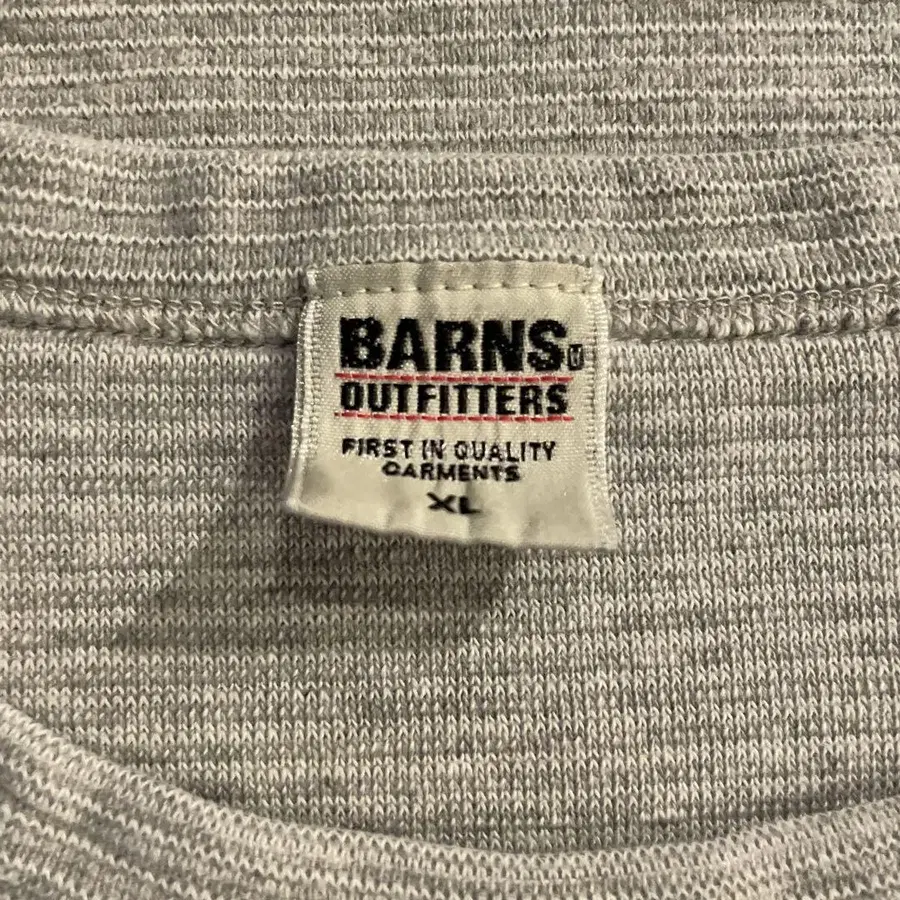 BARNS
OUTFITTERS
FIRST IN QUALITY
GARMENTS
XL